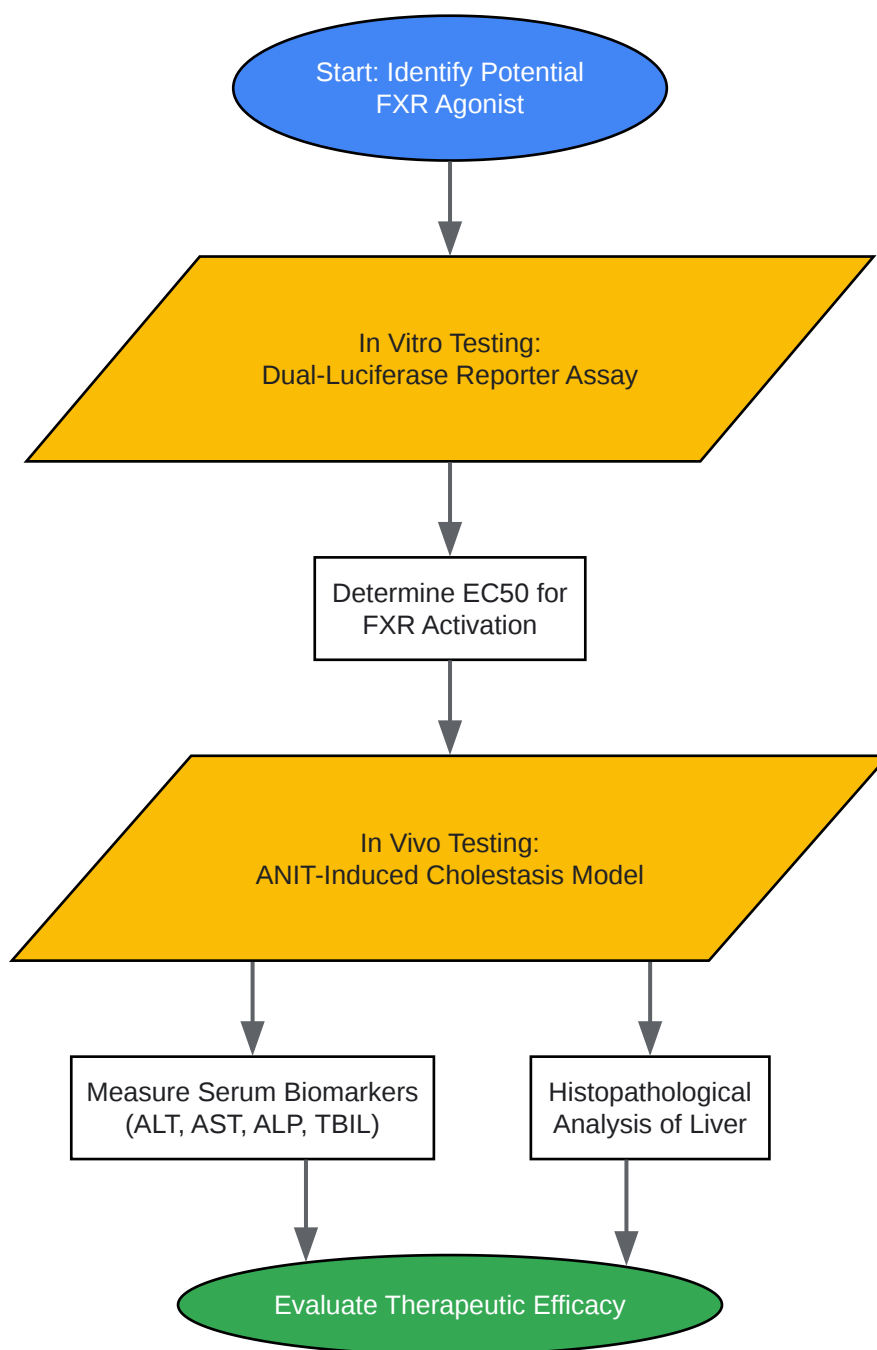 Start: Identify Potential
FXR Agonist
In Vitro Testing:
Dual-Luciferase Reporter Assay
Determine EC50 for
FXR Activation
In Vivo Testing:
ANIT-Induced Cholestasis Model
Measure Serum Biomarkers
(ALT, AST, ALP, TBIL)
Histopathological
Analysis of Liver
Evaluate Therapeutic Efficacy